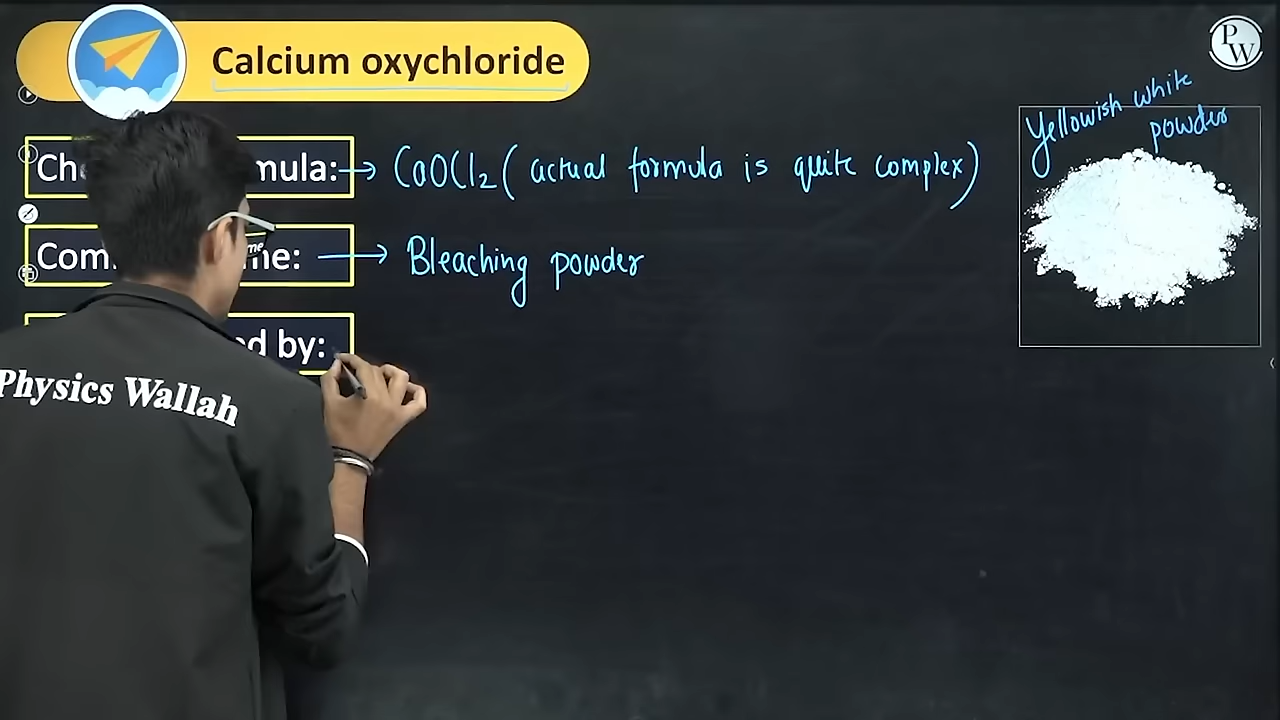 Calcium oxychloride
PW
Yellowish white
powder
mula: → CaOCl2 (actual formula is quite complex)
Com me: → Bleaching powder
ed by:
Physics Wallah